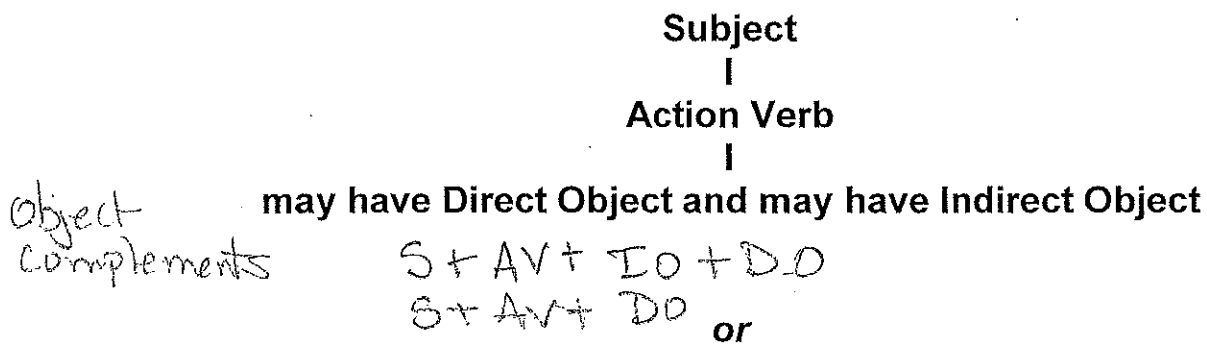 Subject
|
Action Verb
|
may have Direct Object and may have Indirect Object
Object
complements
S + AV + IO + DO
S + AV + DO
or